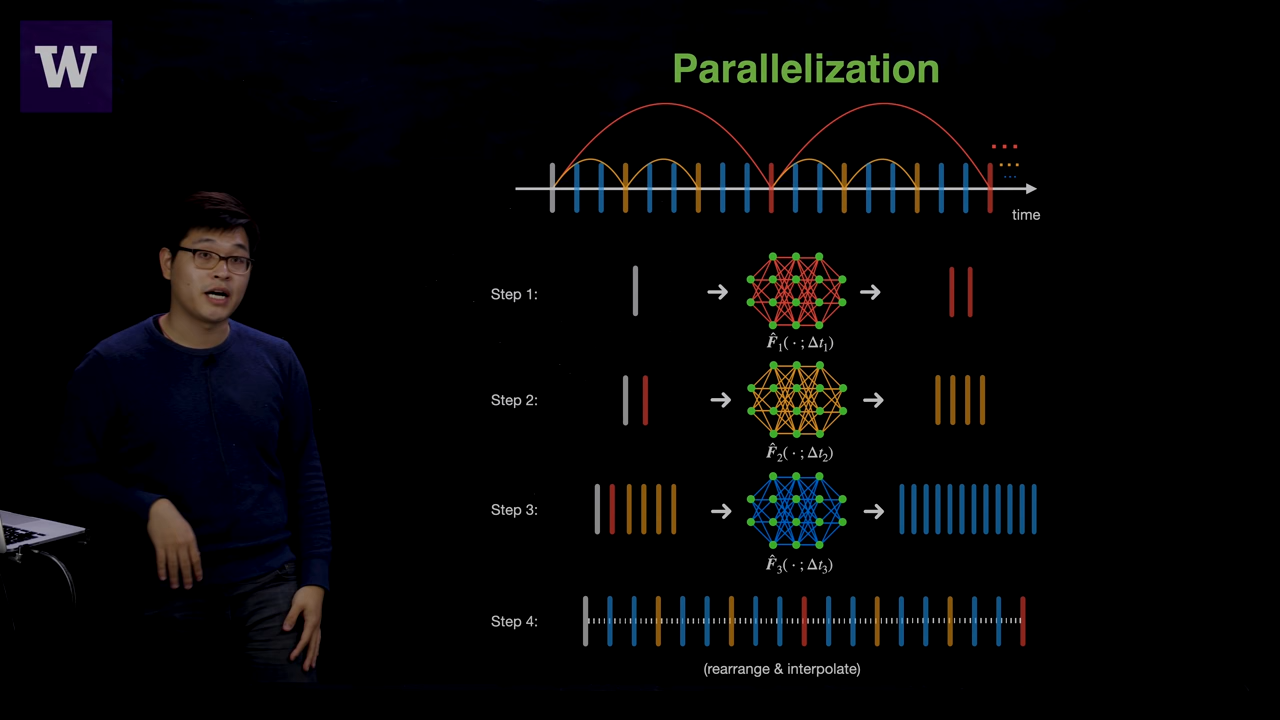 W
Parallelization
time
Step 1:
F̂₁( · ; Δt₁)
Step 2:
F̂₂( · ; Δt₂)
Step 3:
F̂₃( · ; Δt₃)
Step 4:
(rearrange & interpolate)